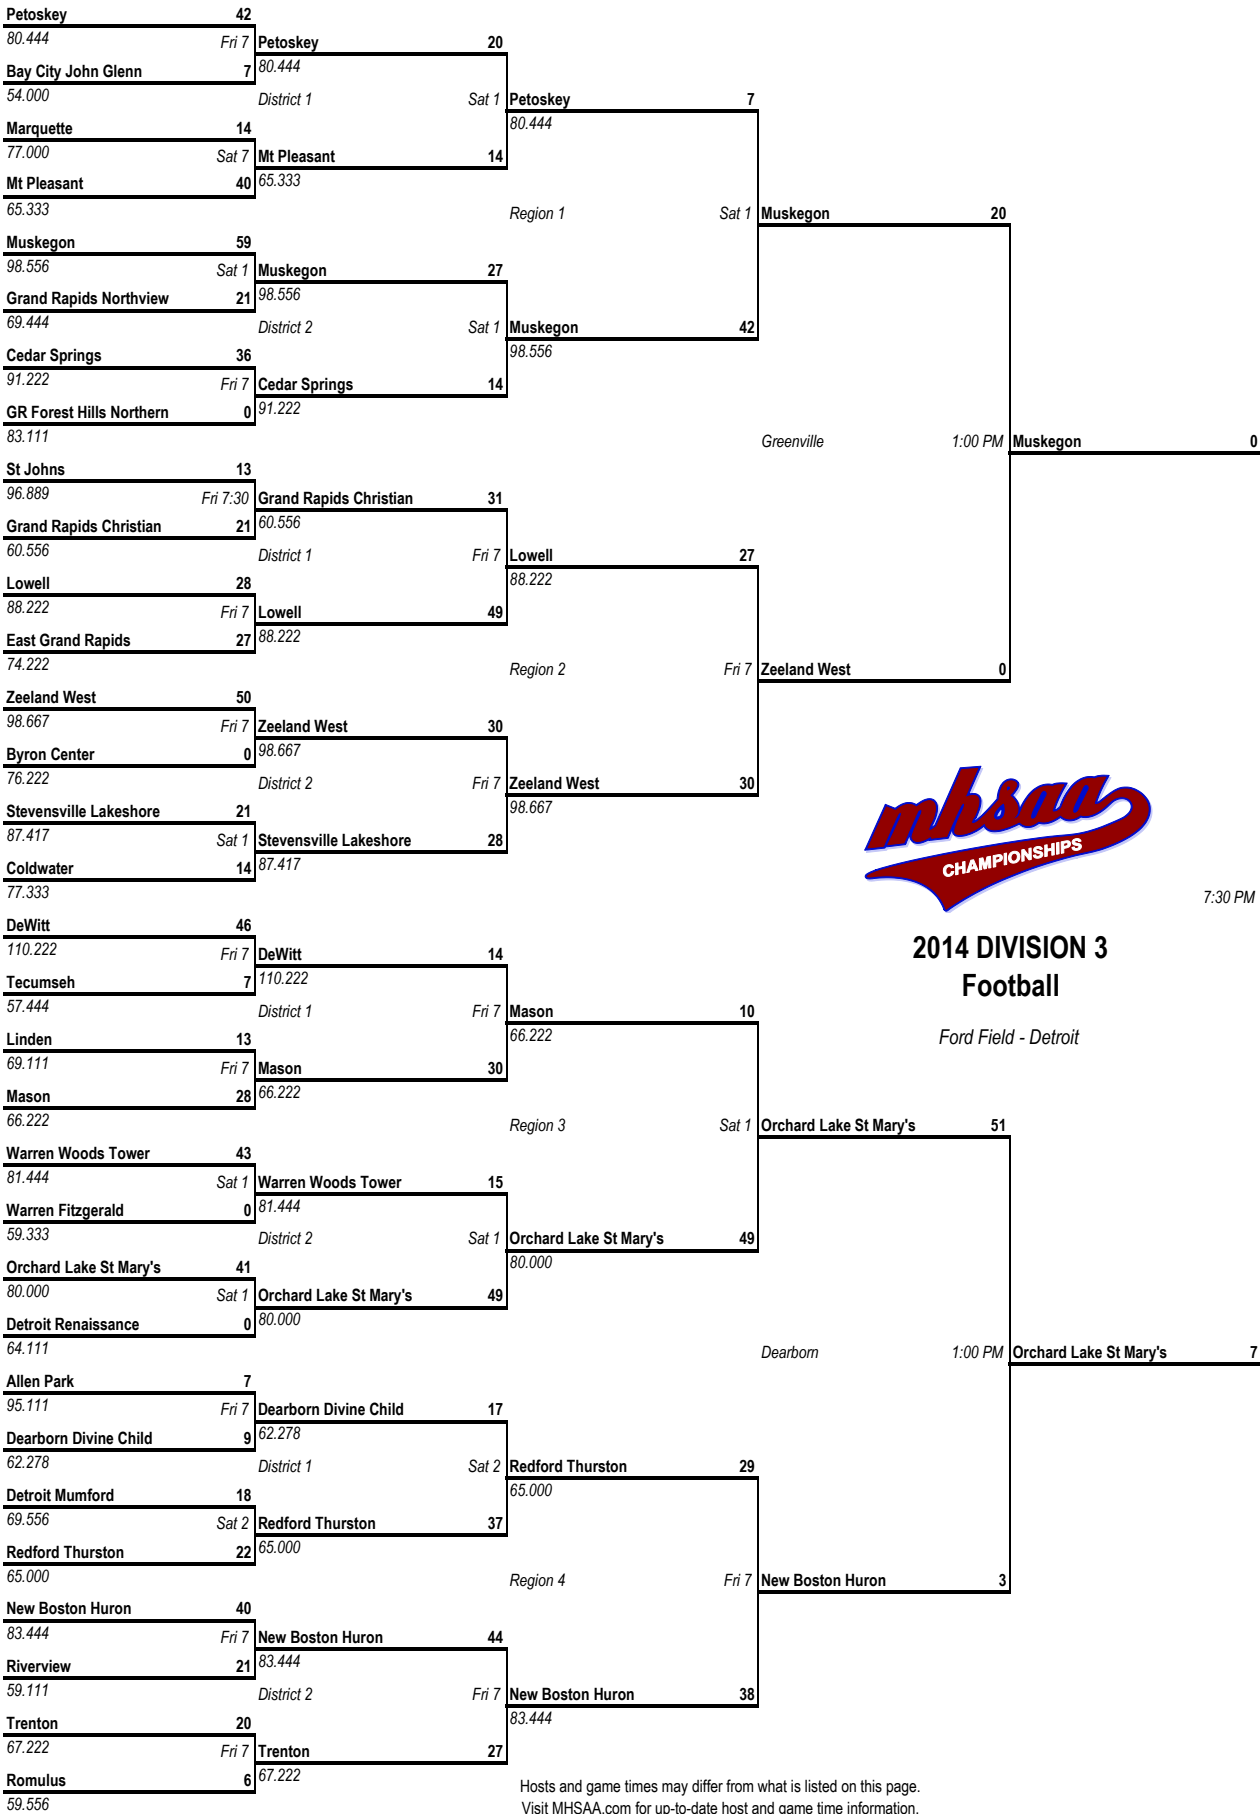 Petoskey 42
80.444 Fri 7 Petoskey 20
Bay City John Glenn 7 80.444
54.000 District 1 Sat 1 Petoskey 7
Marquette 14 80.444
77.000 Sat 7 Mt Pleasant 14
Mt Pleasant 40 65.333
65.333 Region 1 Sat 1 Muskegon 20
Muskegon 59
98.556 Sat 1 Muskegon 27
Grand Rapids Northview 21 98.556
69.444 District 2 Sat 1 Muskegon 42
Cedar Springs 36 98.556
91.222 Fri 7 Cedar Springs 14
GR Forest Hills Northern 0 91.222
83.111 Greenville 1:00 PM Muskegon 0
St Johns 13
96.889 Fri 7:30 Grand Rapids Christian 31
Grand Rapids Christian 21 60.556
60.556 District 1 Fri 7 Lowell 27
Lowell 28 88.222
88.222 Fri 7 Lowell 49
East Grand Rapids 27 88.222
74.222 Region 2 Fri 7 Zeeland West 0
Zeeland West 50
98.667 Fri 7 Zeeland West 30
Byron Center 0 98.667
76.222 District 2 Fri 7 Zeeland West 30
Stevensville Lakeshore 21 98.667
87.417 Sat 1 Stevensville Lakeshore 28
Coldwater 14 87.417
77.333
mhsaa
CHAMPIONSHIPS
7:30 PM
2014 DIVISION 3
Football
Ford Field - Detroit
DeWitt 46
110.222 Fri 7 DeWitt 14
Tecumseh 7 110.222
57.444 District 1 Fri 7 Mason 10
Linden 13 66.222
69.111 Fri 7 Mason 30
Mason 28 66.222
66.222 Region 3 Sat 1 Orchard Lake St Mary's 51
Warren Woods Tower 43
81.444 Sat 1 Warren Woods Tower 15
Warren Fitzgerald 0 81.444
59.333 District 2 Sat 1 Orchard Lake St Mary's 49
Orchard Lake St Mary's 41 80.000
80.000 Sat 1 Orchard Lake St Mary's 49
Detroit Renaissance 0 80.000
64.111 Dearborn 1:00 PM Orchard Lake St Mary's 7
Allen Park 7
95.111 Fri 7 Dearborn Divine Child 17
Dearborn Divine Child 9 62.278
62.278 District 1 Sat 2 Redford Thurston 29
Detroit Mumford 18 65.000
69.556 Sat 2 Redford Thurston 37
Redford Thurston 22 65.000
65.000 Region 4 Fri 7 New Boston Huron 3
New Boston Huron 40
83.444 Fri 7 New Boston Huron 44
Riverview 21 83.444
59.111 District 2 Fri 7 New Boston Huron 38
Trenton 20 83.444
67.222 Fri 7 Trenton 27
Romulus 6 67.222
59.556
Hosts and game times may differ from what is listed on this page.
Visit MHSAA.com for up-to-date host and game time information.